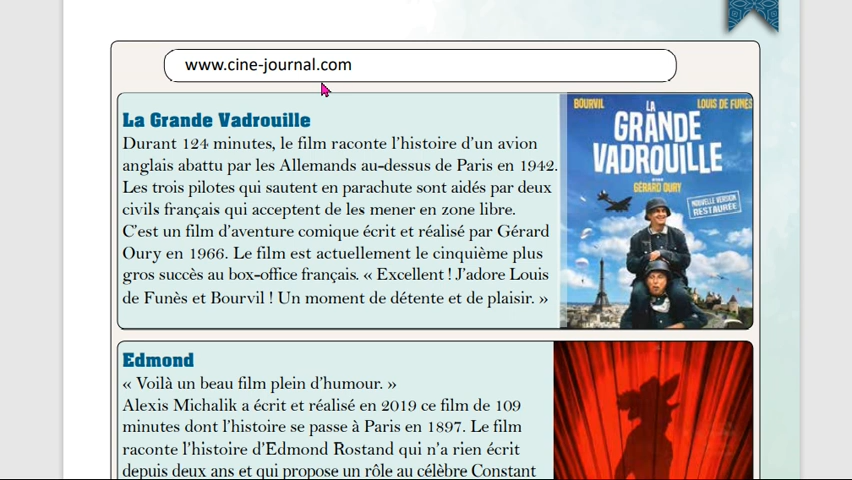 www.cine-journal.com
La Grande Vadrouille
Durant 124 minutes, le film raconte l'histoire d'un avion
anglais abattu par les Allemands au-dessus de Paris en 1942.
Les trois pilotes qui sautent en parachute sont aidés par deux
civils français qui acceptent de les mener en zone libre.
C'est un film d'aventure comique écrit et réalisé par Gérard
Oury en 1966. Le film est actuellement le cinquième plus
gros succès au box-office français. « Excellent ! J'adore Louis
de Funès et Bourvil ! Un moment de détente et de plaisir. »
BOURVIL
LOUIS DE FUNÈS
LA
GRANDE
VADROUILLE
GÉRARD OURY
NOUVELLE VERSION
RESTAURÉE
Edmond
« Voilà un beau film plein d'humour. »
Alexis Michalik a écrit et réalisé en 2019 ce film de 109
minutes dont l'histoire se passe à Paris en 1897. Le film
raconte l'histoire d'Edmond Rostand qui n'a rien écrit
depuis deux ans et qui propose un rôle au célèbre Constant